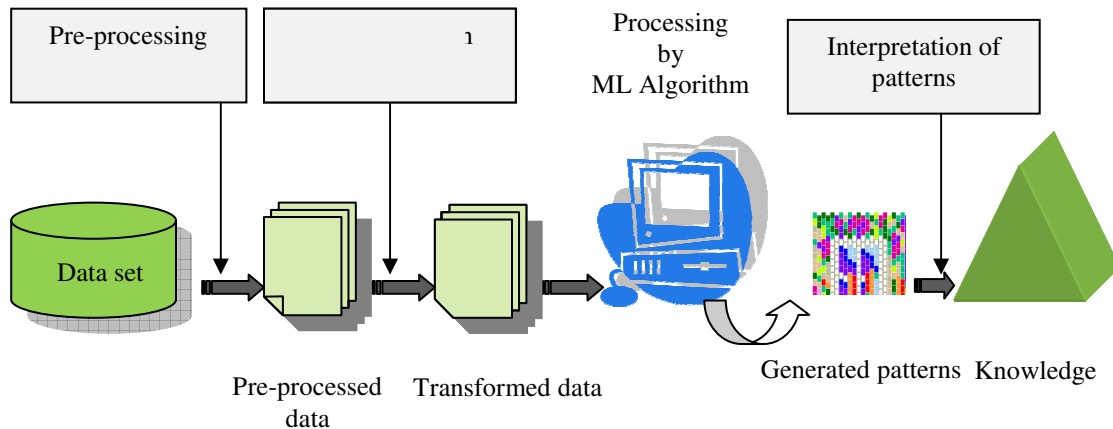 Pre-processing
Processing
by
ML Algorithm
Interpretation of
patterns
Data set
Pre-processed
data
Transformed data
Generated patterns
Knowledge